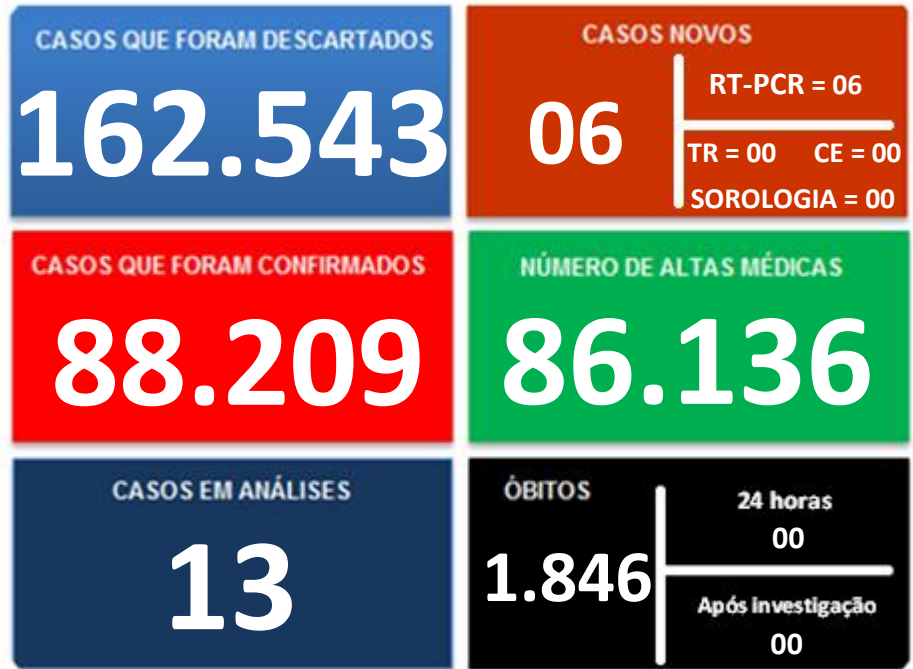 CASOS QUE FORAM DESCARTADOS
162.543
CASOS NOVOS
06
RT-PCR = 06
TR = 00 CE = 00
SOROLOGIA = 00
CASOS QUE FORAM CONFIRMADOS
88.209
NÚMERO DE ALTAS MÉDICAS
86.136
CASOS EM ANÁLISES
13
ÓBITOS
1.846
24 horas
00
Após investigação
00